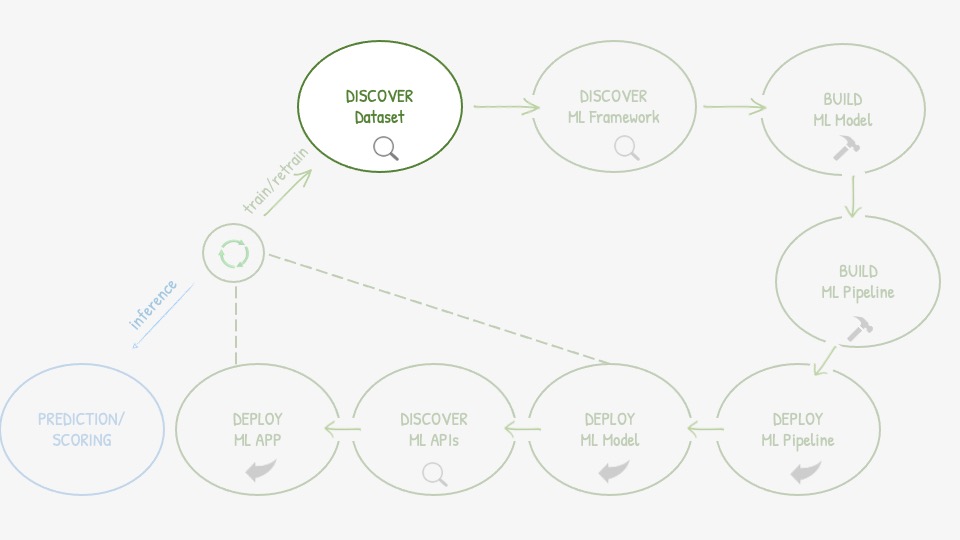 DISCOVER
Dataset
DISCOVER
ML Framework
BUILD
ML Model
train/retrain
BUILD
ML Pipeline
inference
PREDICTION/
SCORING
DEPLOY
ML APP
DISCOVER
ML APIs
DEPLOY
ML Model
DEPLOY
ML Pipeline